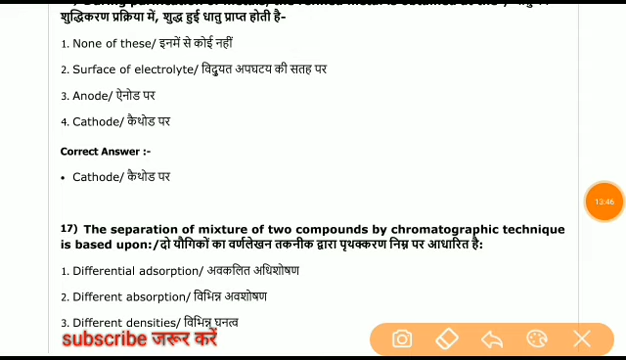 शुद्धिकरण प्रक्रिया में, शुद्ध हुई धातु प्राप्त होती है-
1. None of these/ इनमें से कोई नहीं
2. Surface of electrolyte/ विद्युयत अपघटय की सतह पर
3. Anode/ ऐनोड पर
4. Cathode/ कैथोड पर
Correct Answer :-
• Cathode/ कैथोड पर
13:46
17) The separation of mixture of two compounds by chromatographic technique
is based upon:/दो यौगिकों का वर्णलेखन तकनीक द्वारा पृथक्करण निम्न पर आधारित है:
1. Differential adsorption/ अवकलित अधिशोषण
2. Different absorption/ विभिन्न अवशोषण
3. Different densities/ विभिन्न घनत्व
subscribe जरूर करें